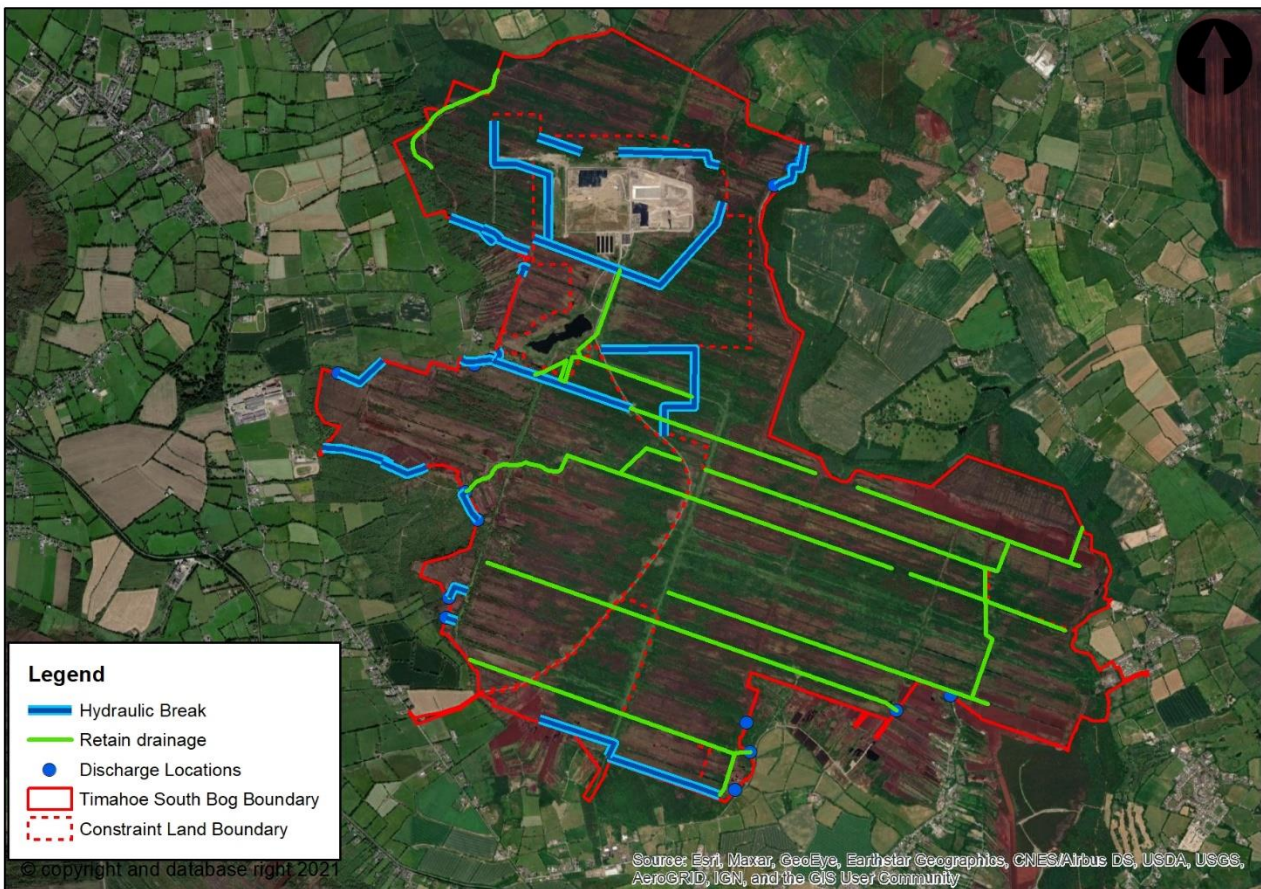 Legend
Hydraulic Break
Retain drainage
Discharge Locations
Timahoe South Bog Boundary
Constraint Land Boundary
© copyright and database right 2021
Source: Esri, Maxar, GeoEye, Earthstar Geographics, CNES/Airbus DS, USDA, USGS,
AeroGRID, IGN, and the GIS User Community